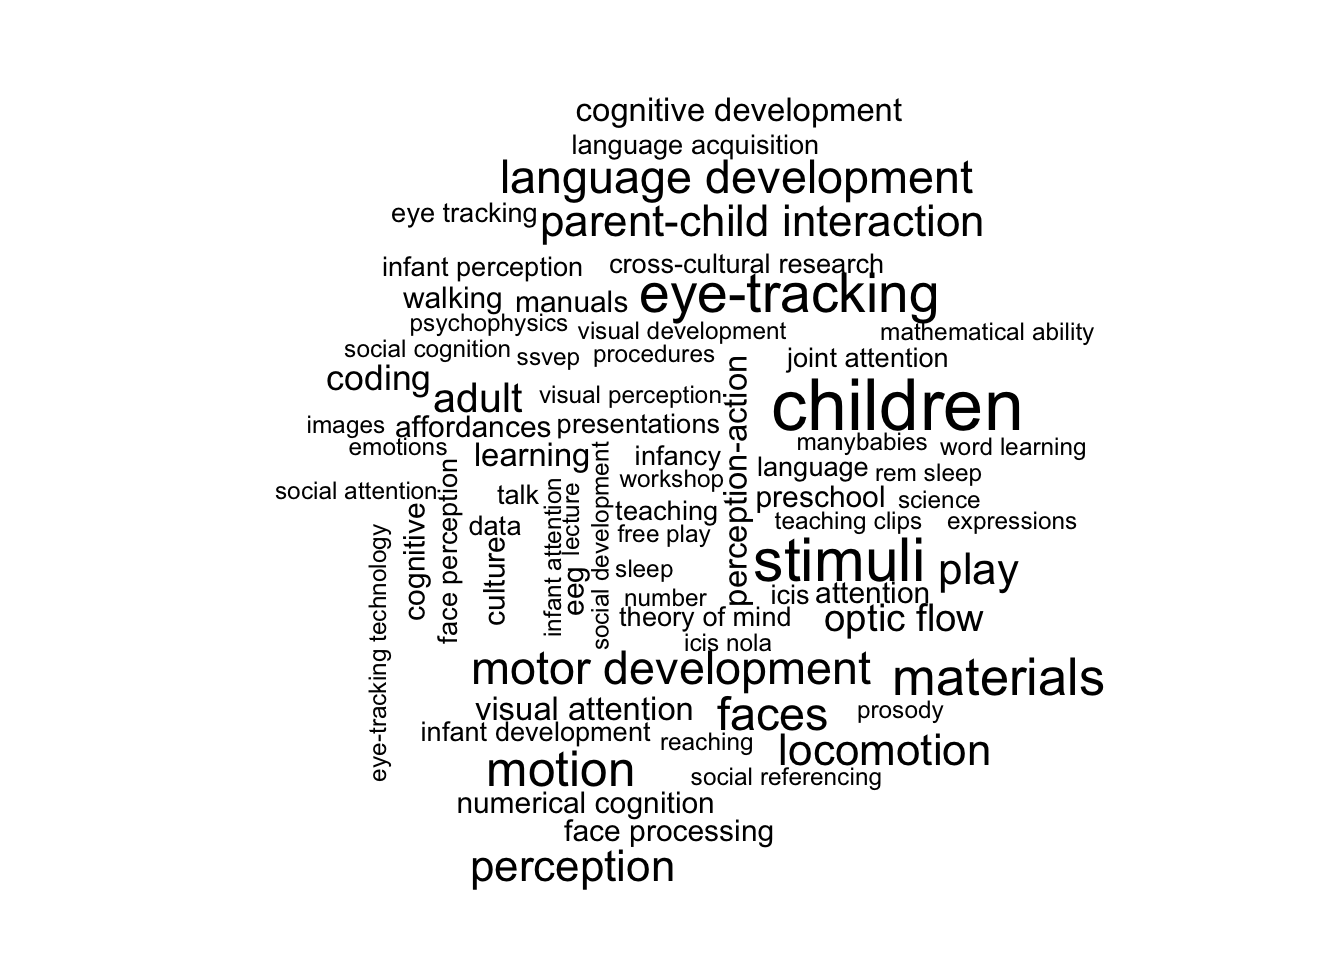 cognitive development
language acquisition
language development
eye tracking
parent-child interaction
infant perception
cross-cultural research
walking
manuals
eye-tracking
psychophysics
visual development
mathematical ability
social cognition
ssvep
procedures
joint attention
coding
adult
visual perception
perception-action
children
images
affordances
presentations
emotions
learning
infancy
manybabies
word learning
workshop
language
rem sleep
social attention
face perception
talk
infant attention
lecture
social development
preschool
science
cognitive
data
culture
teaching
free play
teaching clips
expressions
eye-tracking technology
eeg
sleep
stimuli
play
number
icis
attention
theory of mind
optic flow
icis nola
motor development
materials
visual attention
faces
prosody
infant development
reaching
locomotion
motion
social referencing
numerical cognition
face processing
perception